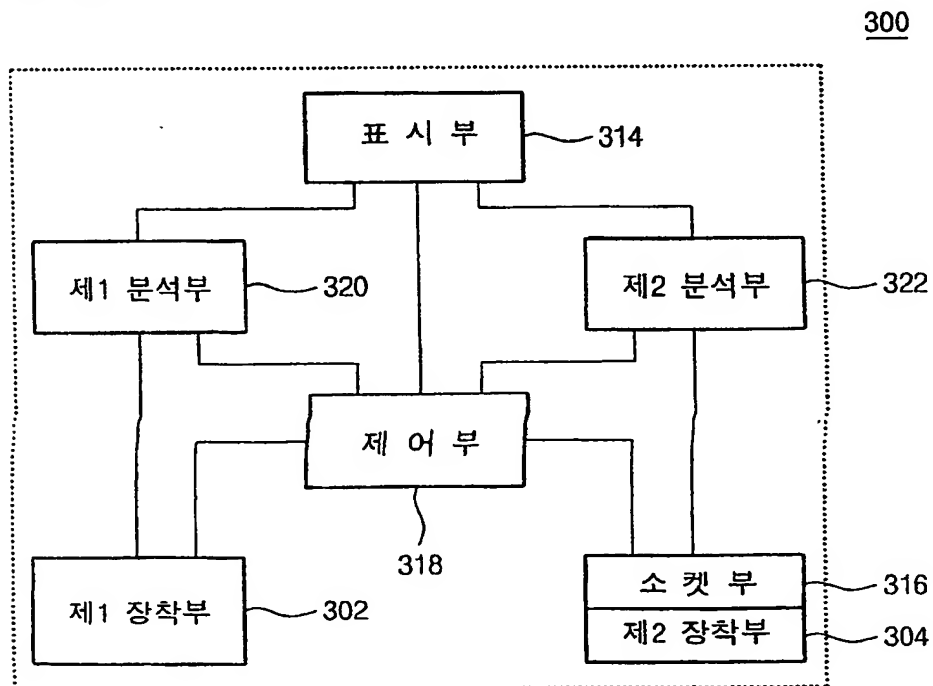 300
표 시 부
314
제1 분석부
320
제2 분석부
322
제 어 부
318
제1 장착부
302
소 켓 부
316
제2 장착부
304